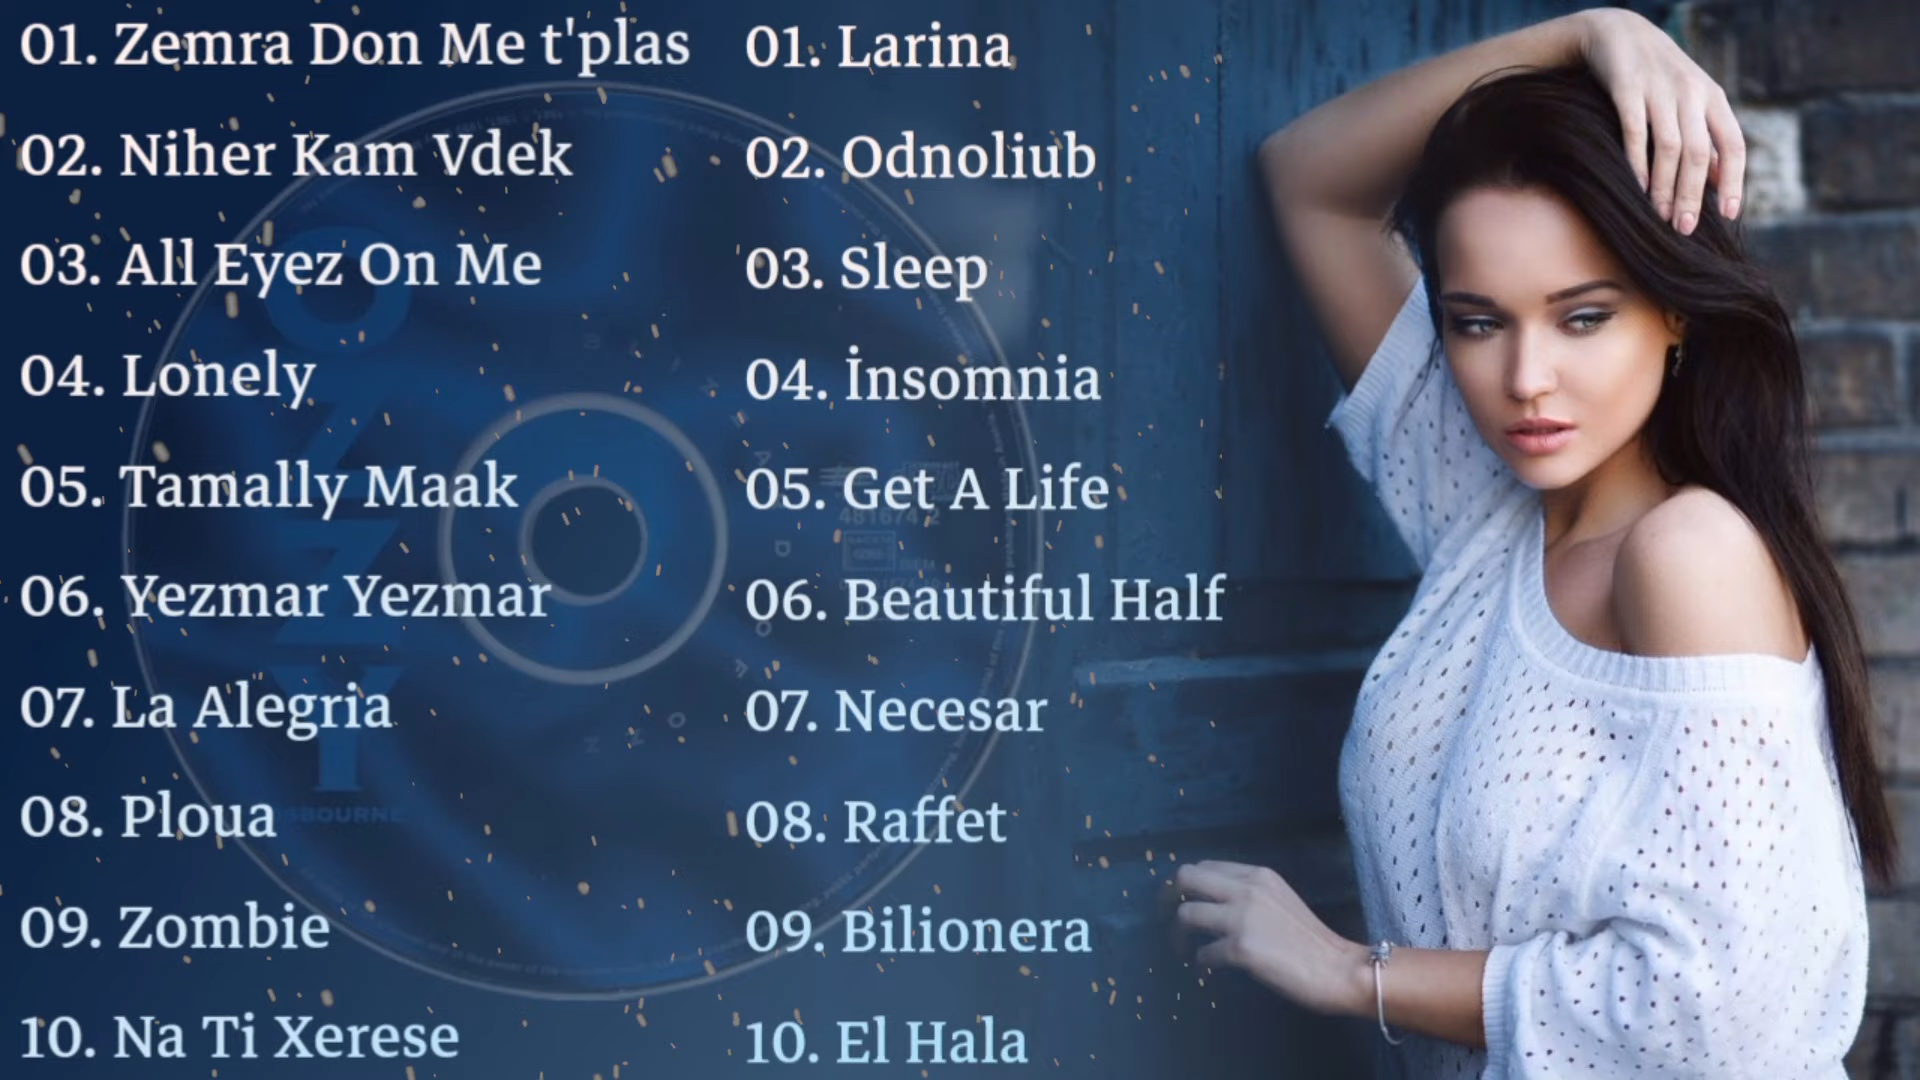 01. Zemra Don Me t'plas
02. Niher Kam Vdek
03. All Eyez On Me
04. Lonely
05. Tamally Maak
06. Yezmar Yezmar
07. La Alegria
08. Ploua
09. Zombie
10. Na Ti Xerese
01. Larina
02. Odnoliub
03. Sleep
04. İnsomnia
05. Get A Life
06. Beautiful Half
07. Necesar
08. Raffet
09. Bilionera
10. El Hala